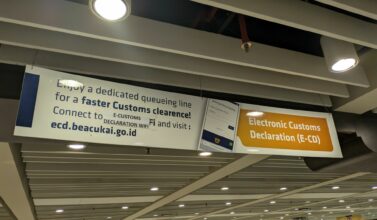 Enjoy a dedicated queueing line
for a faster Customs clearance!
Connect to E-CUSTOMS DECLARATION WIFI and visit :
ecd.beacukai.go.id
Electronic Customs
Declaration (E-CD)